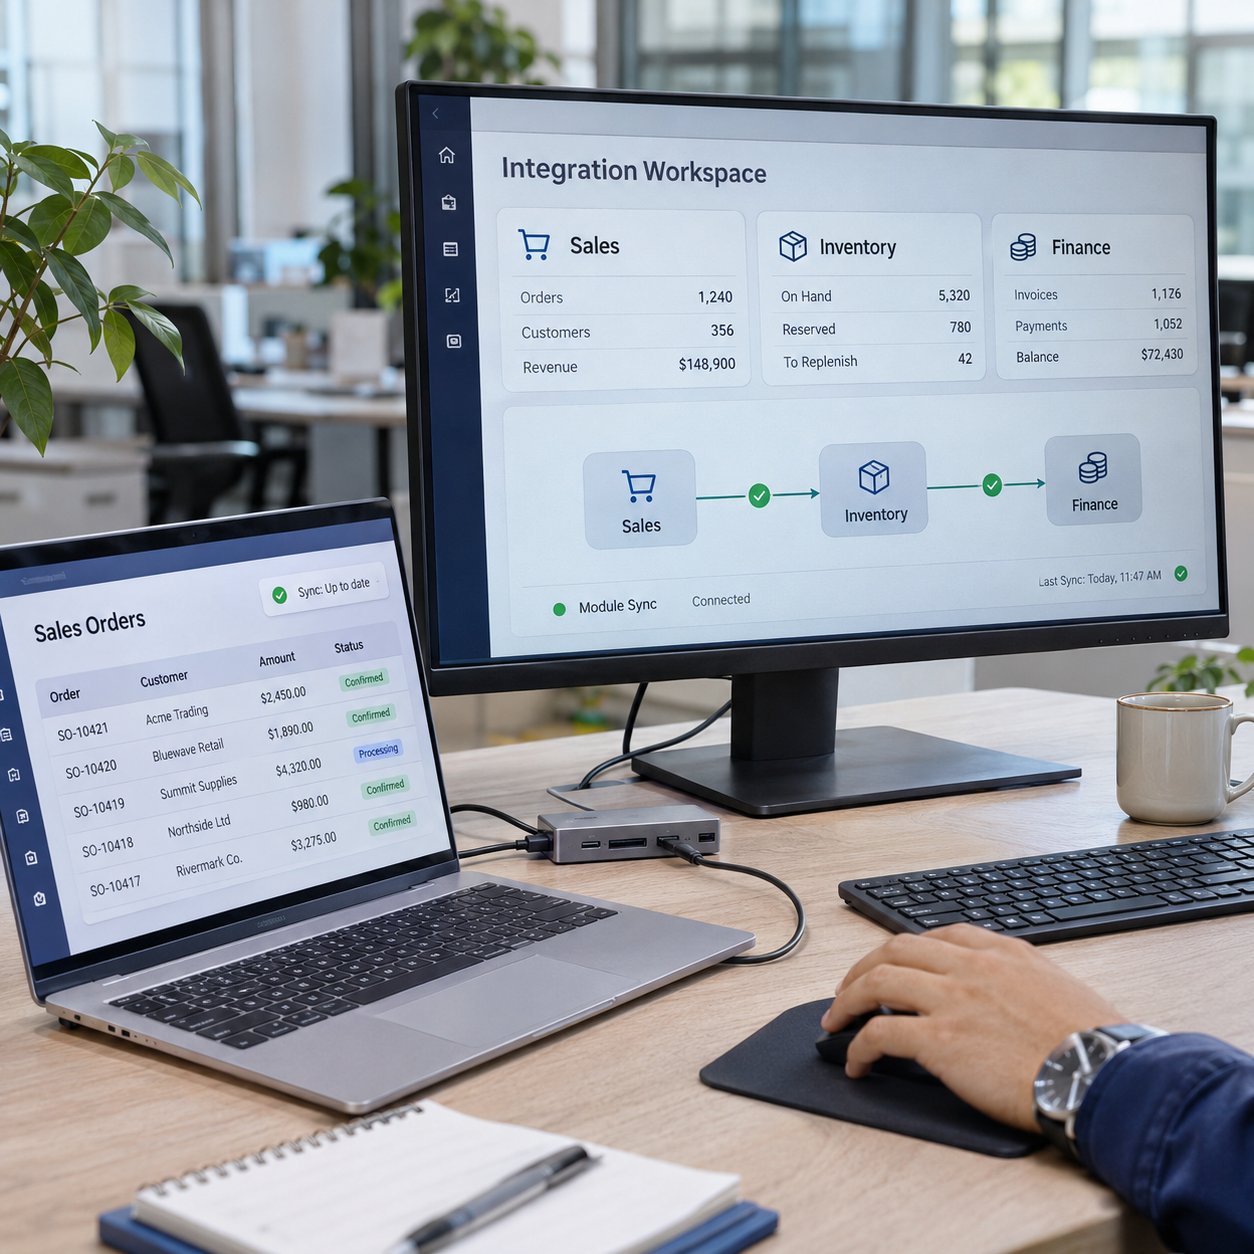 Integration Workspace
Sales
Orders 1,240
Customers 356
Revenue $148,900
Inventory
On Hand 5,320
Reserved 780
To Replenish 42
Finance
Invoices 1,126
Payments 1,052
Balance $72,430
Sales
Inventory
Finance
Module Sync Connected
Last Sync: Today, 11:47 AM
Sync: Up to date
Sales Orders
Order Customer Amount Status
SO-10421 Acme Trading $2,450.00 Confirmed
SO-10420 Bluewave Retail $1,890.00 Confirmed
SO-10419 Summit Supplies $4,320.00 Processing
SO-10418 Northside Ltd $980.00 Confirmed
SO-10417 Rivermark Co. $3,275.00 Confirmed